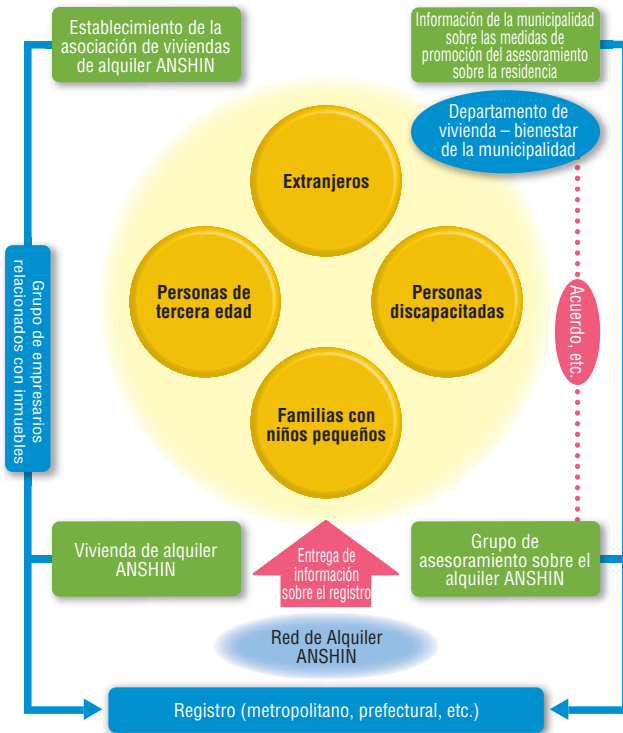 Establecimiento de la
asociación de viviendas
de alquiler ANSHIN
Información de la municipalidad
sobre las medidas de
promoción del asesoramiento
sobre la residencia
Departamento de
vivienda – bienestar
de la municipalidad
Extranjeros
Personas de
tercera edad
Personas
discapacitadas
Familias con
niños pequeños
Grupo de empresarios
relacionados con inmuebles
Acuerdo, etc.
Vivienda de alquiler
ANSHIN
Entrega de
información
sobre el registro
Grupo de
asesoramiento sobre el
alquiler ANSHIN
Red de Alquiler
ANSHIN
Registro (metropolitano, prefectural, etc.)